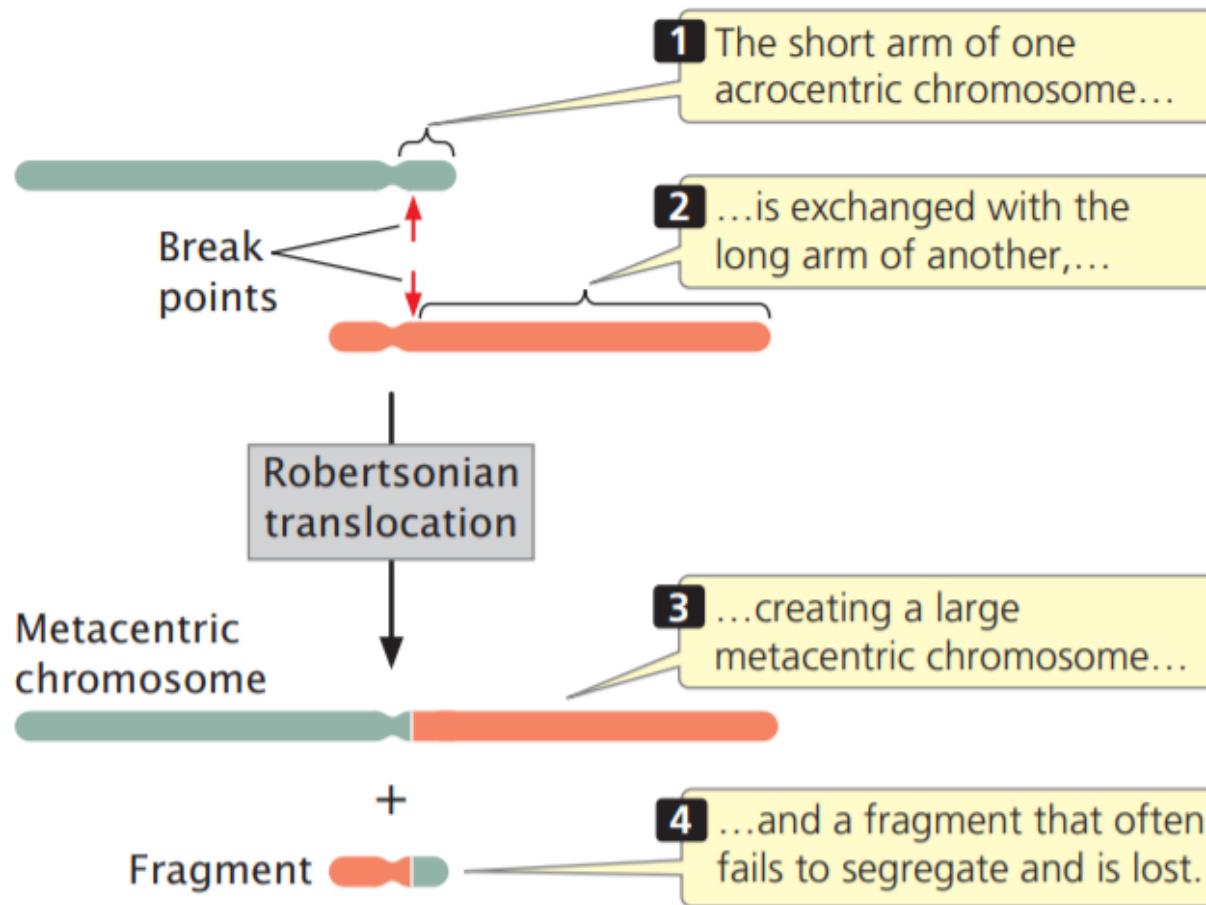 1 The short arm of one
acrocentric chromosome…
2 …is exchanged with the
long arm of another,…
Break
points
Robertsonian
translocation
3 …creating a large
metacentric chromosome…
Metacentric
chromosome
+
4 …and a fragment that often
fails to segregate and is lost.
Fragment